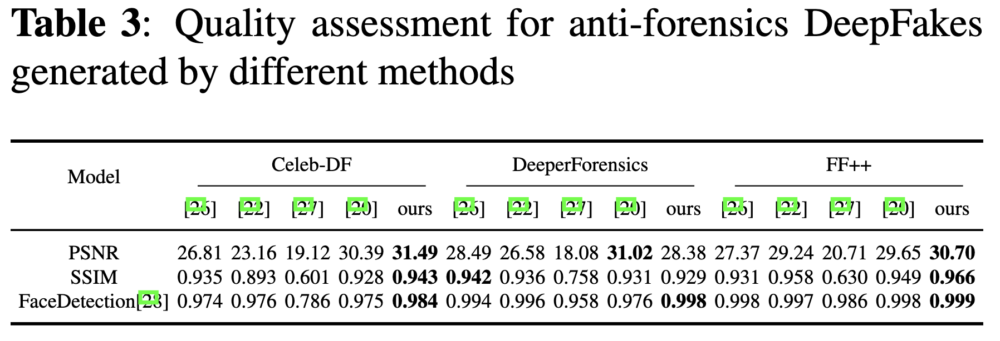 Table 3: Quality assessment for anti-forensics DeepFakes
generated by different methods
Model Celeb-DF DeeperForensics FF++
[26] [22] [27] [20] ours [26] [22] [27] [20] ours [26] [22] [27] [20] ours
PSNR 26.81 23.16 19.12 30.39 31.49 28.49 26.58 18.08 31.02 28.38 27.37 29.24 20.71 29.65 30.70
SSIM 0.935 0.893 0.601 0.928 0.943 0.942 0.936 0.758 0.931 0.929 0.931 0.958 0.630 0.949 0.966
FaceDetection[28] 0.974 0.976 0.786 0.975 0.984 0.994 0.996 0.958 0.976 0.998 0.998 0.997 0.986 0.998 0.999